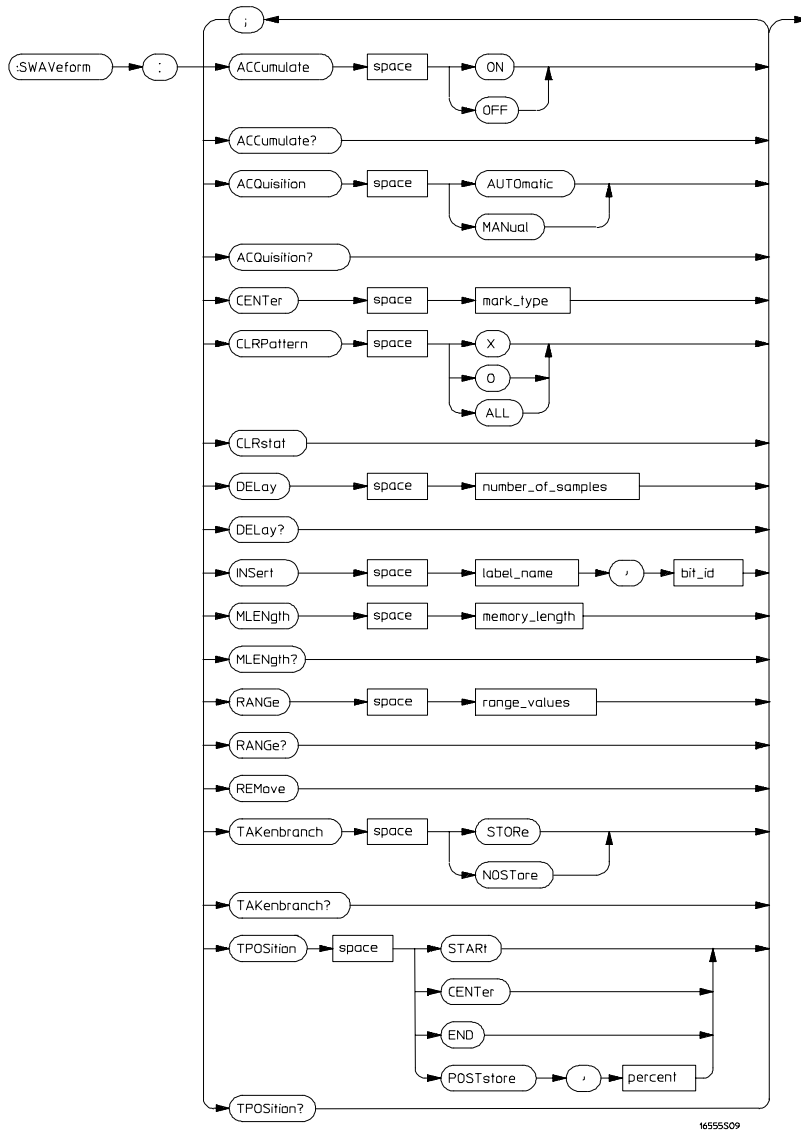 ;
:SWAVeform : ACCumulate space ON
OFF
ACCumulate?
ACQuisition space AUTOmatic
MANual
ACQuisition?
CENTer space mark_type
CLRPattern space X
O
ALL
CLRstat
DELay space number_of_samples
DELay?
INSert space label_name , bit_id
MLENgth space memory_length
MLENgth?
RANGe space range_values
RANGe?
REMove
TAKenbranch space STORe
NOSTore
TAKenbranch?
TPOSition space STARt
CENTer
END
POSTstore , percent
TPOSition?
16555S09